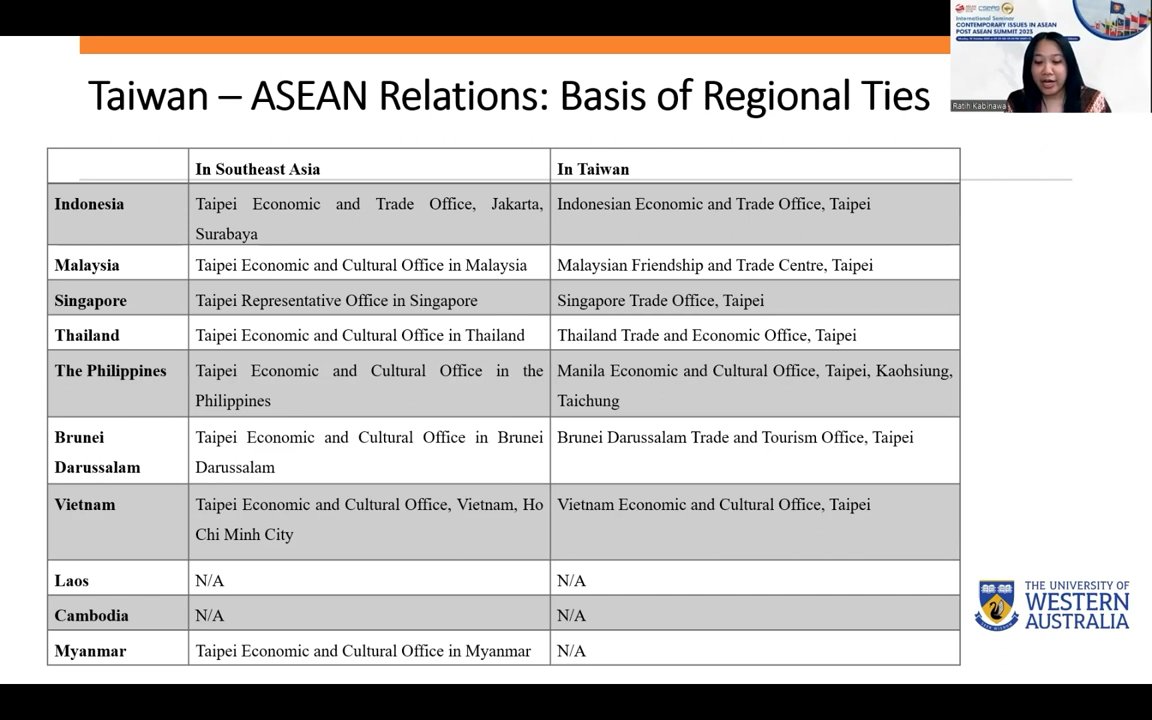 International Seminar
CONTEMPORARY ISSUES IN ASEAN
POST ASEAN SUMMIT 2025
Ratih Kabinawa
Taiwan – ASEAN Relations: Basis of Regional Ties
In Southeast Asia In Taiwan
Indonesia Taipei Economic and Trade Office, Jakarta, Indonesian Economic and Trade Office, Taipei
Surabaya
Malaysia Taipei Economic and Cultural Office in Malaysia Malaysian Friendship and Trade Centre, Taipei
Singapore Taipei Representative Office in Singapore Singapore Trade Office, Taipei
Thailand Taipei Economic and Cultural Office in Thailand Thailand Trade and Economic Office, Taipei
The Philippines Taipei Economic and Cultural Office in the Manila Economic and Cultural Office, Taipei, Kaohsiung,
Philippines Taichung
Brunei Taipei Economic and Cultural Office in Brunei Brunei Darussalam Trade and Tourism Office, Taipei
Darussalam Darussalam
Vietnam Taipei Economic and Cultural Office, Vietnam, Ho Vietnam Economic and Cultural Office, Taipei
Chi Minh City
Laos N/A N/A
Cambodia N/A N/A
Myanmar Taipei Economic and Cultural Office in Myanmar N/A
THE UNIVERSITY OF
WESTERN
AUSTRALIA